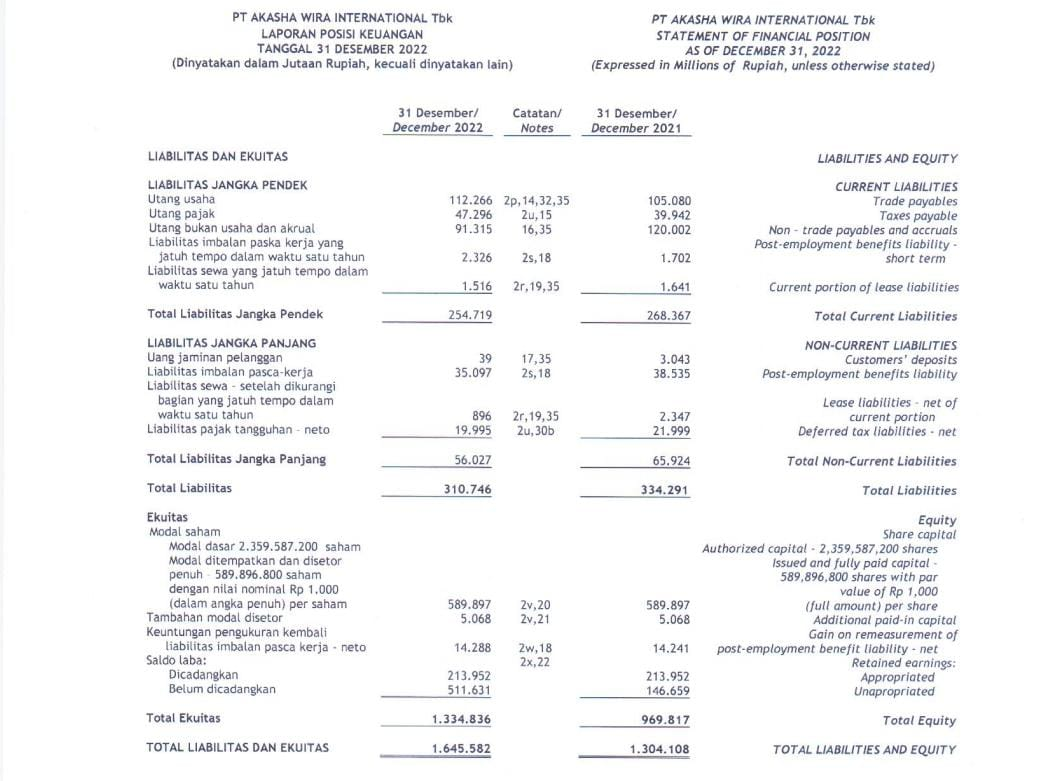 PT AKASHA WIRA INTERNATIONAL Tbk PT AKASHA WIRA INTERNATIONAL Tbk
LAPORAN POSISI KEUANGAN STATEMENT OF FINANCIAL POSITION
TANGGAL 31 DESEMBER 2022 AS OF DECEMBER 31, 2022
(Dinyatakan dalam Jutaan Rupiah, kecuali dinyatakan lain) (Expressed in Millions of Rupiah, unless otherwise stated)
31 Desember/ Catatan/ 31 Desember/
December 2022 Notes December 2021
LIABILITAS DAN EKUITAS LIABILITIES AND EQUITY
LIABILITAS JANGKA PENDEK CURRENT LIABILITIES
Utang usaha 112.266 2p,14,32,35 105.080 Trade payables
Utang pajak 47.296 2u,15 39.942 Taxes payable
Utang bukan usaha dan akrual 91.315 16,35 120.002 Non - trade payables and accruals
Liabilitas imbalan paska kerja yang Post-employment benefits liability -
jatuh tempo dalam waktu satu tahun 2.326 2s,18 1.702 short term
Liabilitas sewa yang jatuh tempo dalam
waktu satu tahun 1.516 2r,19,35 1.641 Current portion of lease liabilities
Total Liabilitas Jangka Pendek 254.719 268.367 Total Current Liabilities
LIABILITAS JANGKA PANJANG NON-CURRENT LIABILITIES
Uang jaminan pelanggan 39 17,35 3.043 Customers' deposits
Liabilitas imbalan pasca-kerja 35.097 2s,18 38.535 Post-employment benefits liability
Liabilitas sewa - setelah dikurangi
bagian yang jatuh tempo dalam Lease liabilities - net of
waktu satu tahun 896 2r,19,35 2.347 current portion
Liabilitas pajak tangguhan - neto 19.995 2u,30b 21.999 Deferred tax liabilities - net
Total Liabilitas Jangka Panjang 56.027 65.924 Total Non-Current Liabilities
Total Liabilitas 310.746 334.291 Total Liabilities
Ekuitas Equity
Modal saham Share capital
Modal dasar 2.359.587.200 saham Authorized capital - 2,359,587,200 shares
Modal ditempatkan dan disetor Issued and fully paid capital -
penuh - 589.896.800 saham 589,896,800 shares with par
dengan nilai nominal Rp 1.000 value of Rp 1,000
(dalam angka penuh) per saham 589.897 2v,20 589.897 (full amount) per share
Tambahan modal disetor 5.068 2v,21 5.068 Additional paid-in capital
Keuntungan pengukuran kembali Gain on remeasurement of
liabilitas imbalan pasca kerja - neto 14.288 2w,18 14.241 post-employment benefit liability - net
Saldo laba: 2x,22 Retained earnings:
Dicadangkan 213.952 213.952 Appropriated
Belum dicadangkan 511.631 146.659 Unapropriated
Total Ekuitas 1.334.836 969.817 Total Equity
TOTAL LIABILITAS DAN EKUITAS 1.645.582 1.304.108 TOTAL LIABILITIES AND EQUITY